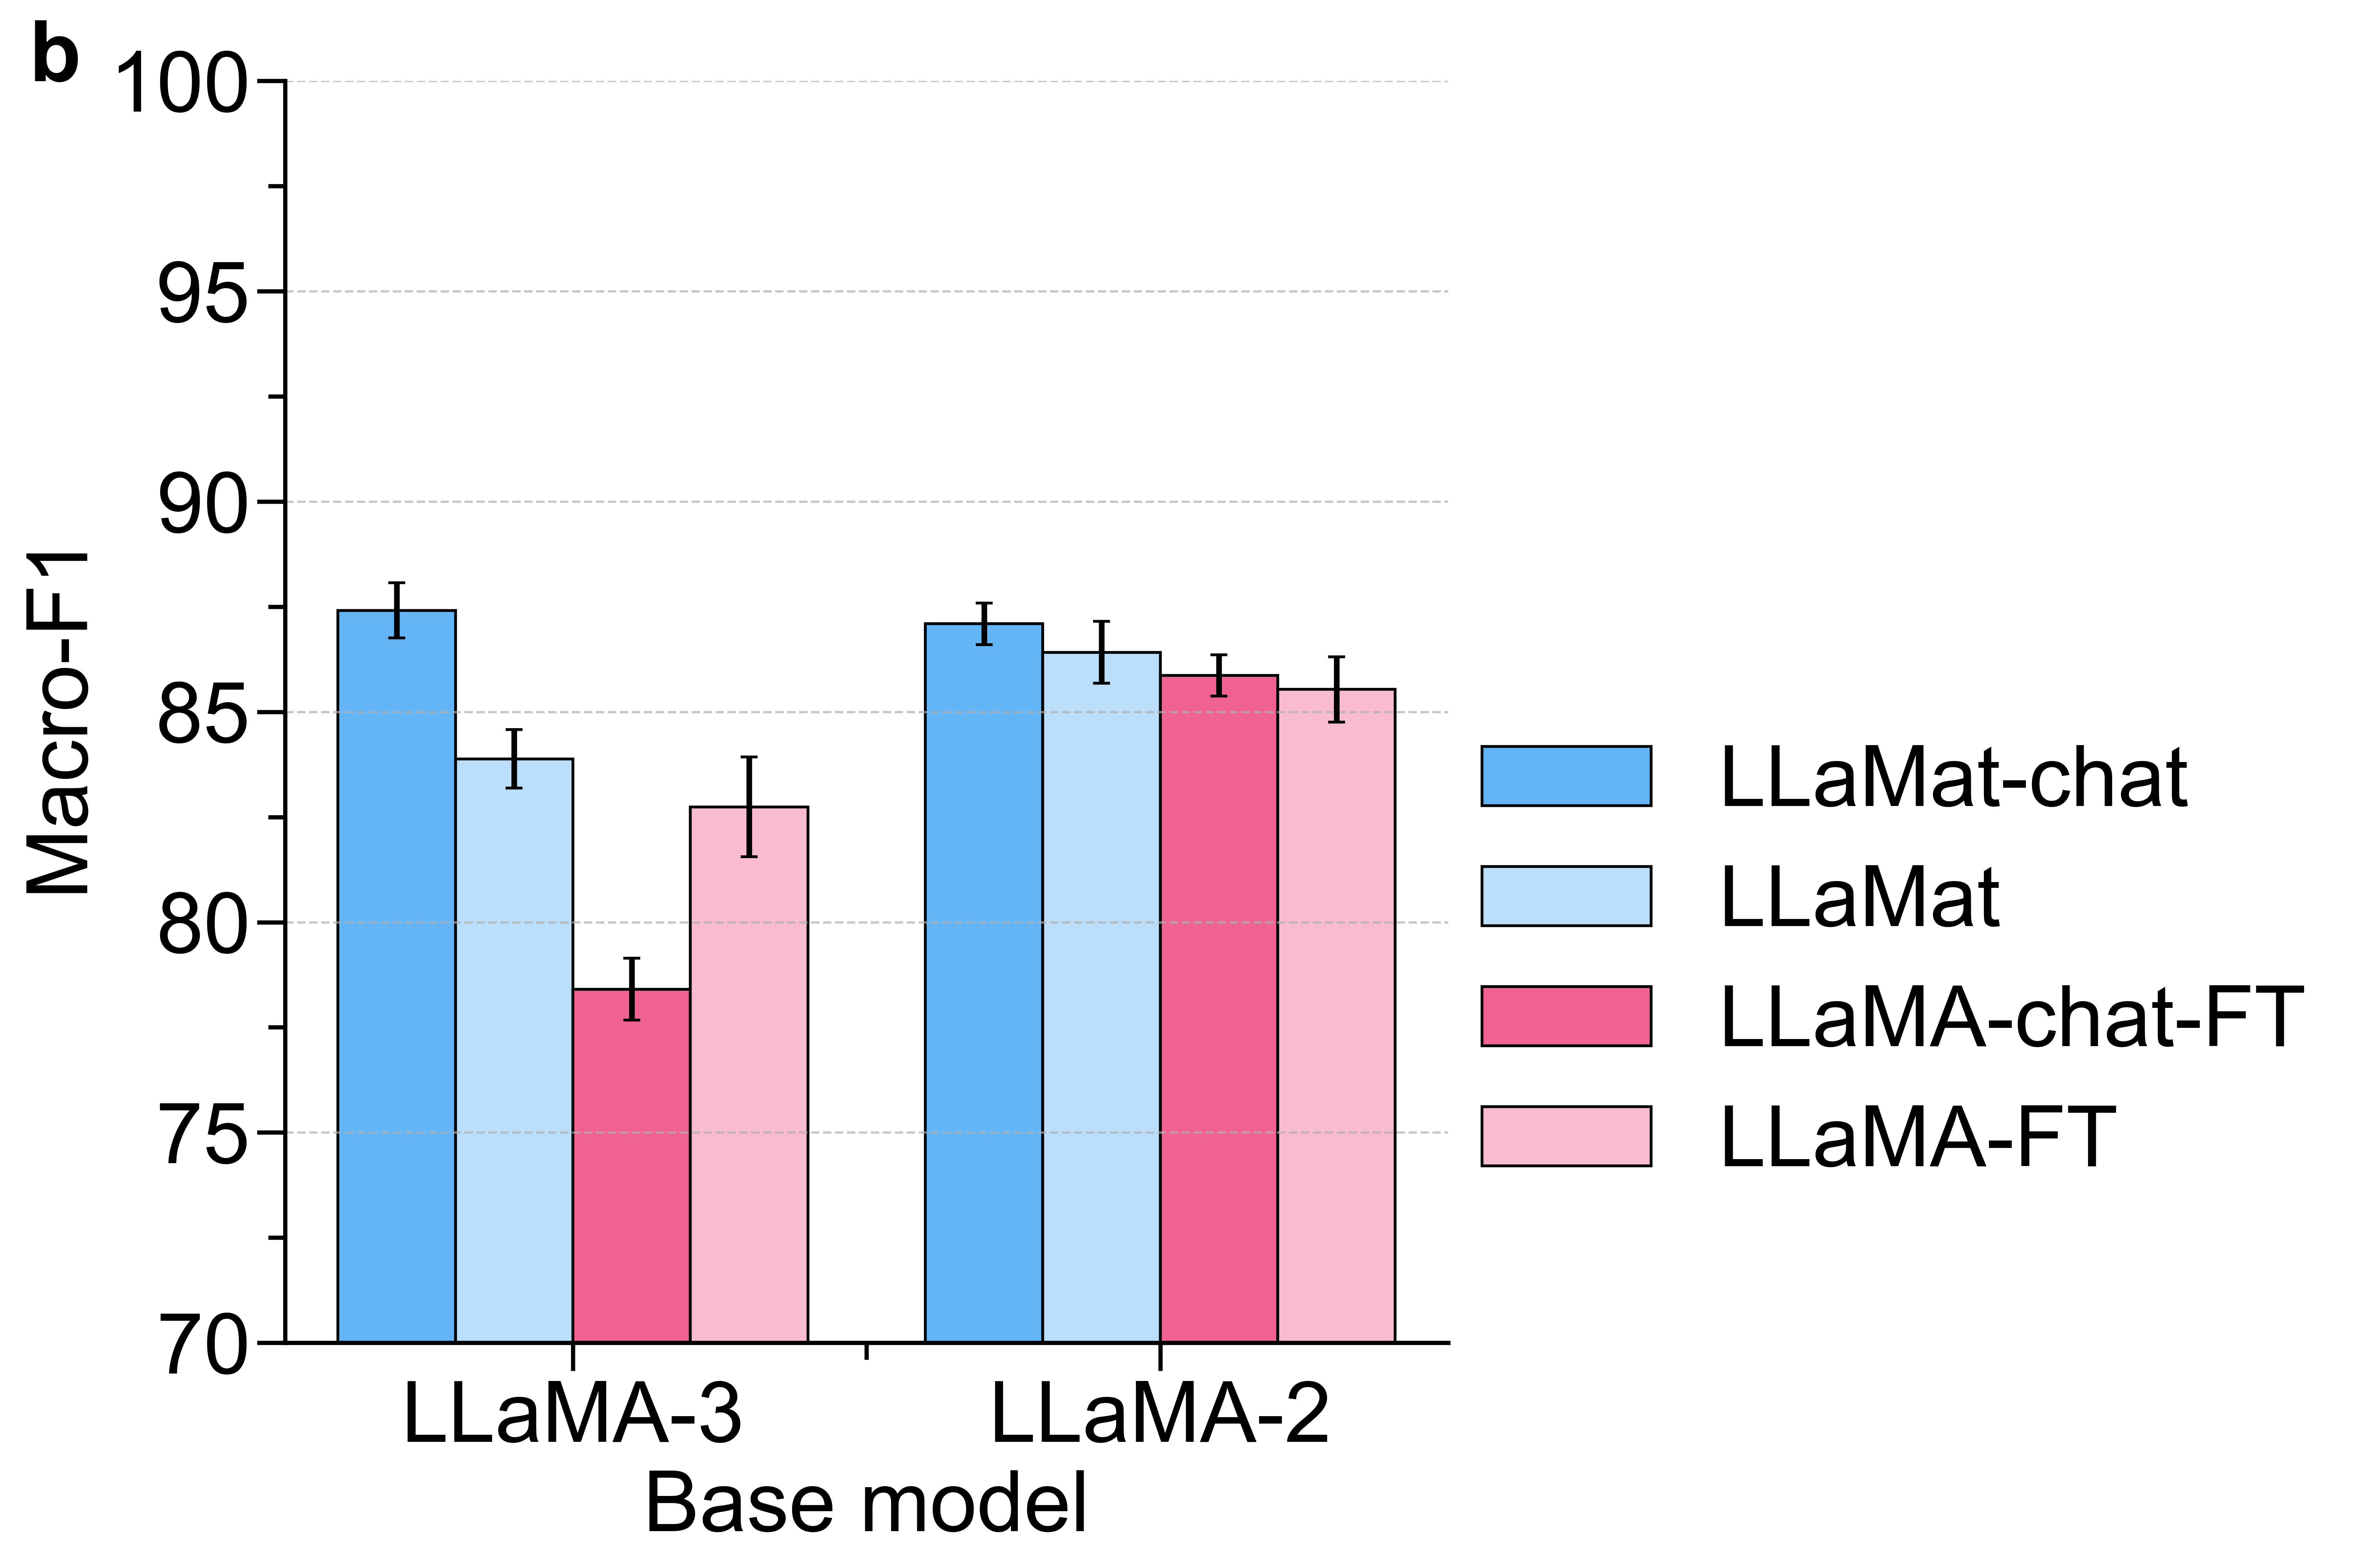 b
100
95
90
85
80
75
70
Macro-F1
LLaMA-3
LLaMA-2
Base model
LLaMat-chat
LLaMat
LLaMA-chat-FT
LLaMA-FT